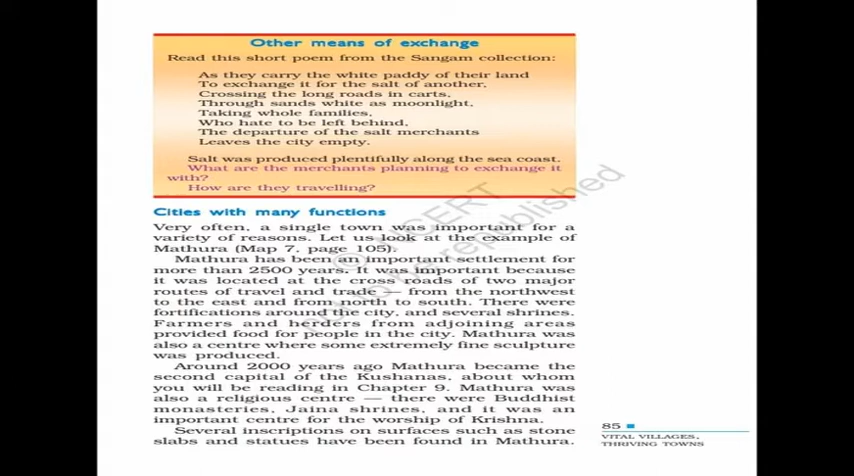 Other means of exchange
Read this short poem from the Sangam collection:
As they carry the white paddy of their land
To exchange it for the salt of another,
Crossing the long roads in carts,
Through sands white as moonlight,
Taking whole families,
Who hate to be left behind,
The departure of the salt merchants
Leaves the city empty.
Salt was produced plentifully along the sea coast.
What are the merchants planning to exchange it
with?
How are they travelling?
Cities with many functions
Very often, a single town was important for a
variety of reasons. Let us look at the example of
Mathura (Map 7, page 105).
Mathura has been an important settlement for
more than 2500 years. It was important because
it was located at the cross roads of two major
routes of travel and trade — from the northwest
to the east and from north to south. There were
fortifications around the city, and several shrines.
Farmers and herders from adjoining areas
provided food for people in the city. Mathura was
also a centre where some extremely fine sculpture
was produced.
Around 2000 years ago Mathura became the
second capital of the Kushanas, about whom
you will be reading in Chapter 9. Mathura was
also a religious centre — there were Buddhist
monasteries, Jaina shrines, and it was an
important centre for the worship of Krishna.
Several inscriptions on surfaces such as stone
slabs and statues have been found in Mathura.
85
VITAL VILLAGES,
THRIVING TOWNS
© NCERT
not to be republished